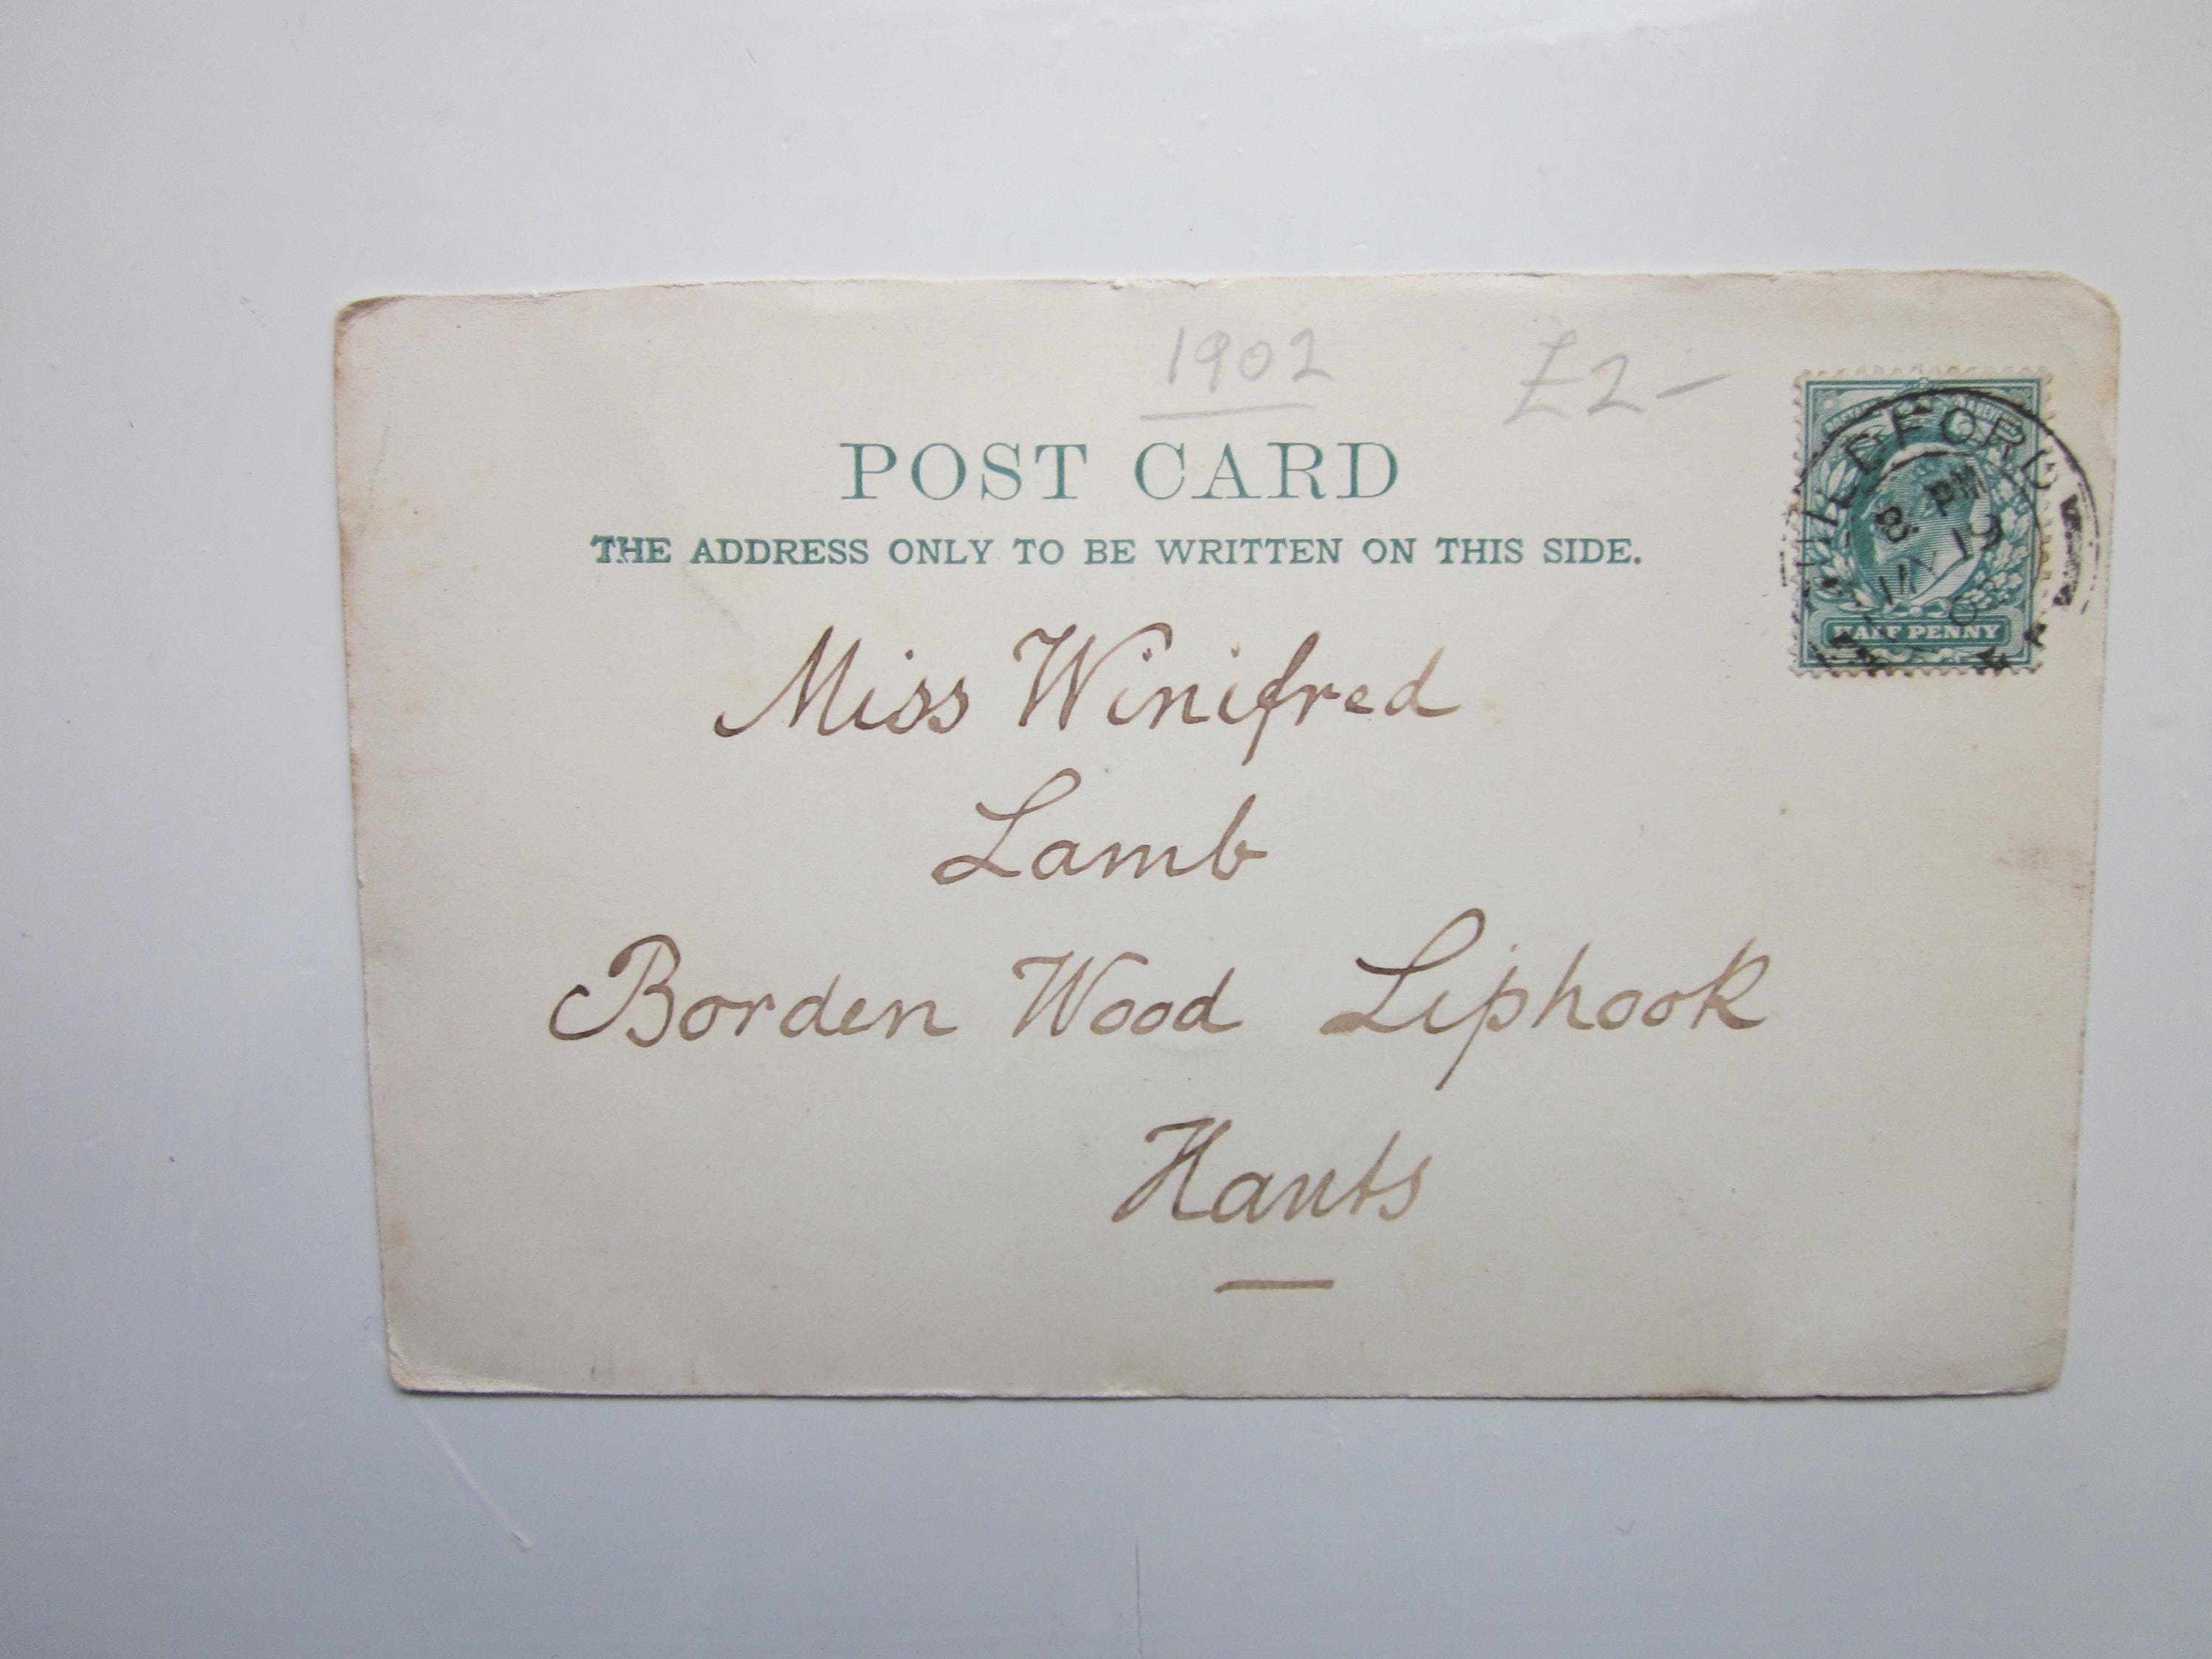 1902
£2-
POST CARD
THE ADDRESS ONLY TO BE WRITTEN ON THIS SIDE.
HALF PENNY
Miss Winifred
Lamb
Borden Wood Liphook
Hants